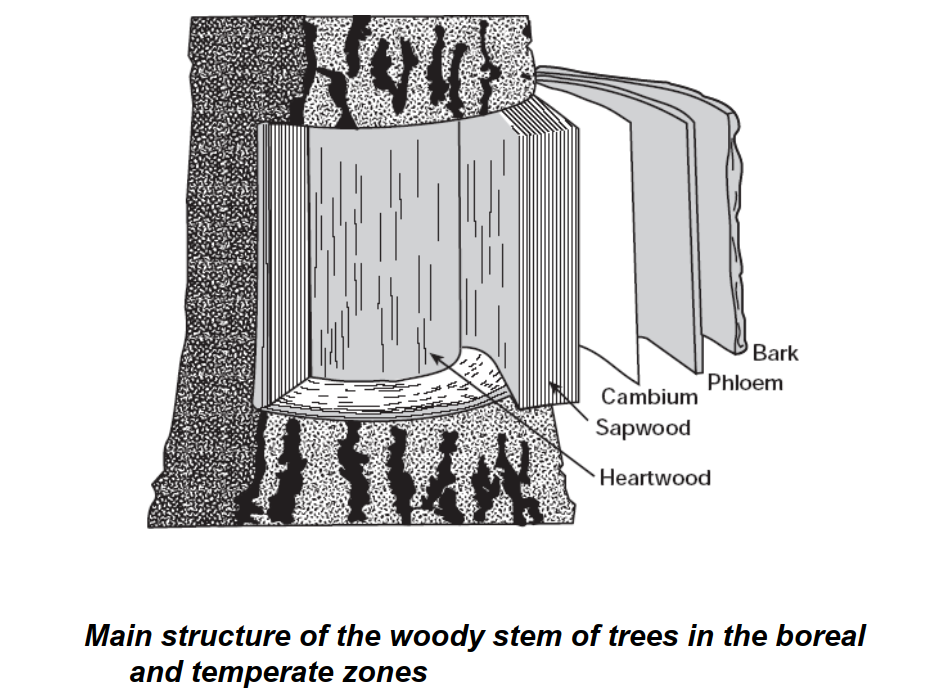 Bark
Phloem
Cambium
Sapwood
Heartwood
Main structure of the woody stem of trees in the boreal
and temperate zones